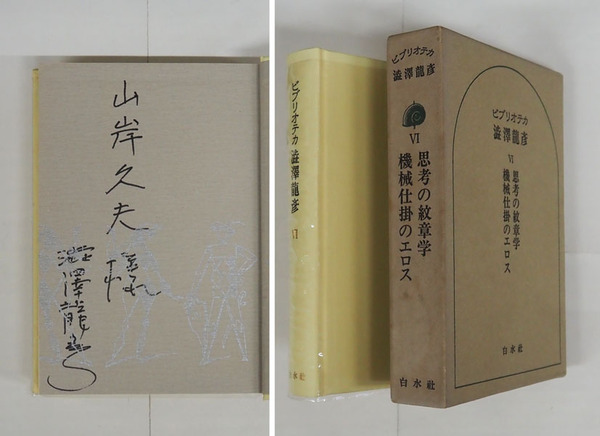 山岸久夫様
澁澤龍彦
ビブリオテカ 澁澤龍彦 VI
ビブリオテカ
澁澤龍彦
VI
思考の紋章学
機械仕掛のエロス
白水社
ビブリオテカ
澁澤龍彦
VI
思考の紋章学
機械仕掛のエロス
白水社